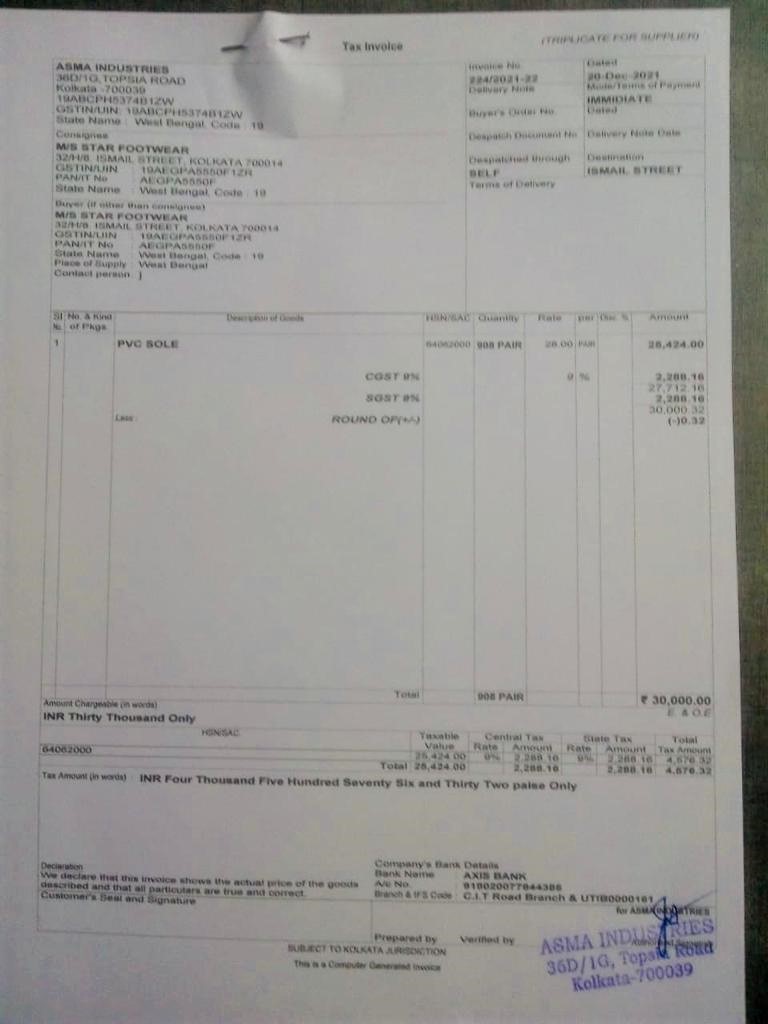 Tax Invoice
(TRIPLICATE FOR SUPPLIER)
ASMA INDUSTRIES
36D/1G, TOPSIA ROAD
Kolkata -700039
19ABCPH5374B1ZW
GSTIN/UIN: 19ABCPH5374B1ZW
State Name : West Bengal, Code : 19
Invoice No.
224/2021-22
Dated
20-Dec-2021
Delivery Note
Mode/Terms of Payment
IMMIDIATE
Buyer's Order No.
Dated
Despatch Document No.
Delivery Note Date
Despatched through
SELF
Destination
ISMAIL STREET
Terms of Delivery
Consignee
M/S STAR FOOTWEAR
32/H/8, ISMAIL STREET, KOLKATA 700014
GSTIN/UIN : 19AEGPA5550F1ZR
PAN/IT No : AEGPA5550F
State Name : West Bengal, Code : 19
Buyer (if other than consignee)
M/S STAR FOOTWEAR
32/H/8, ISMAIL STREET, KOLKATA 700014
GSTIN/UIN : 19AEGPA5550F1ZR
PAN/IT No : AEGPA5550F
State Name : West Bengal, Code : 19
Place of Supply : West Bengal
Contact person : ]
Sl No. No. & Kind of Pkgs. Description of Goods HSN/SAC Quantity Rate per Disc. % Amount
1 PVC SOLE 64062000 908 PAIR 28.00 PAIR 25,424.00
CGST 9% 9 % 2,288.16
27,712.16
SGST 9% 2,288.16
30,000.32
Less : ROUND OF(+/-) (-)0.32
Total 908 PAIR ₹ 30,000.00
Amount Chargeable (in words) E. & O.E
INR Thirty Thousand Only
HSN/SAC Taxable Value Central Tax Rate Amount State Tax Rate Amount Total Tax Amount
64062000 25,424.00 9% 2,288.16 9% 2,288.16 4,576.32
Total 25,424.00 2,288.16 2,288.16 4,576.32
Tax Amount (in words) : INR Four Thousand Five Hundred Seventy Six and Thirty Two paise Only
Company's Bank Details
Bank Name : AXIS BANK
A/c No. : 918020077844386
Branch & IFS Code : C.I.T Road Branch & UTIB0000161
Declaration
We declare that this invoice shows the actual price of the goods
described and that all particulars are true and correct.
Customer's Seal and Signature
for ASMA INDUSTRIES
Prepared by Verified by Authorised Signatory
SUBJECT TO KOLKATA JURISDICTION
This is a Computer Generated Invoice
ASMA INDUSTRIES
36D/1G, Topsia Road
Kolkata-700039